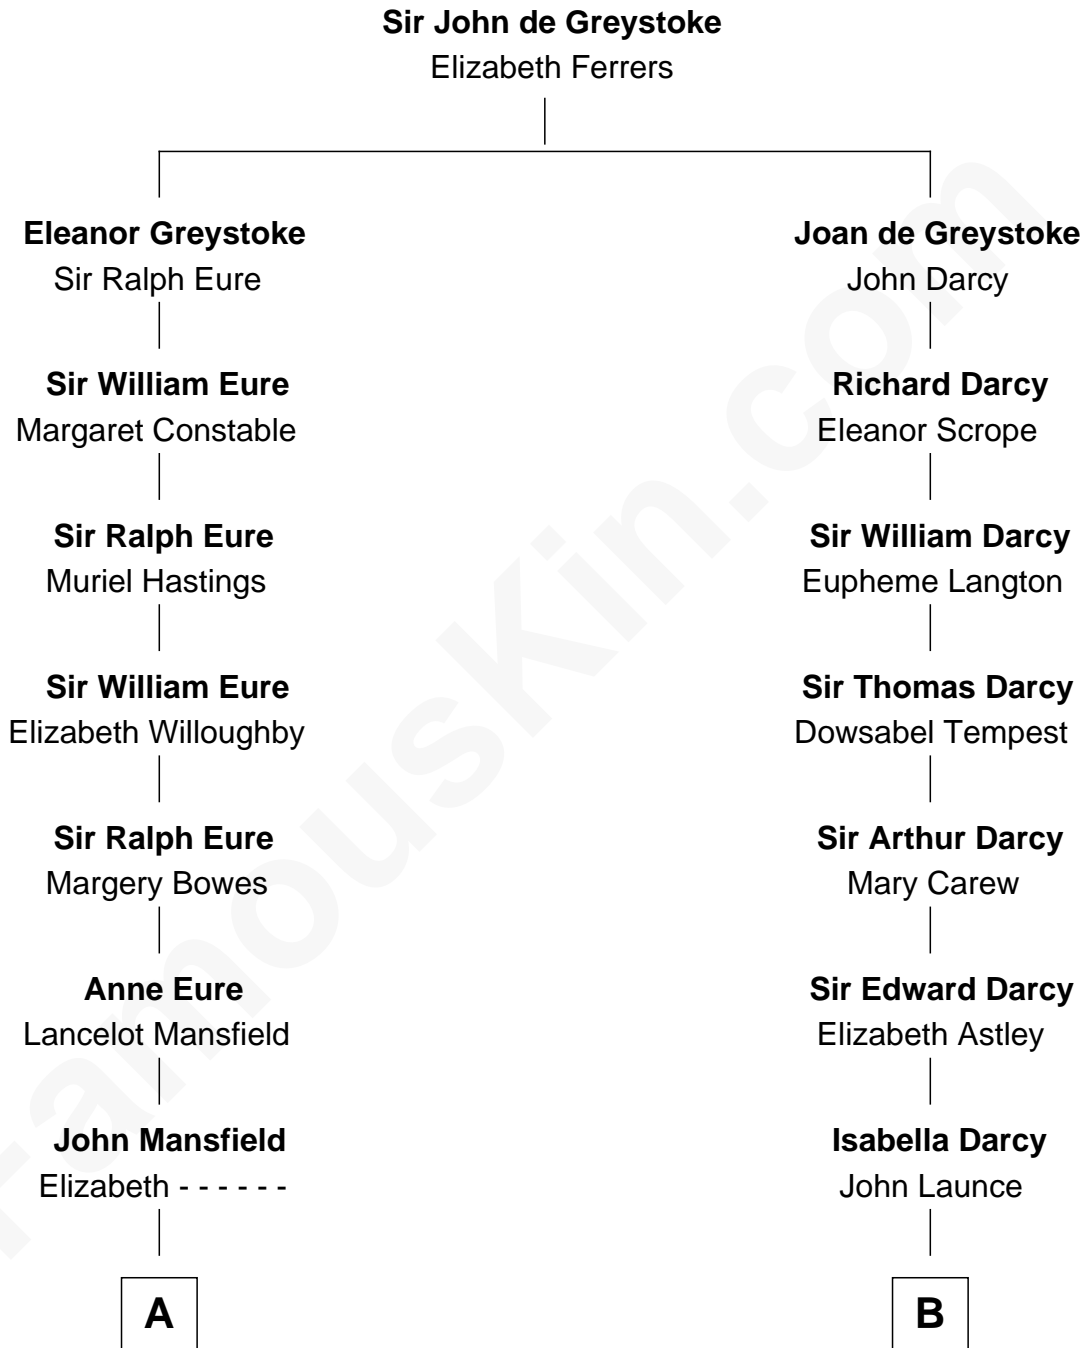 Sir John de Greystoke
Elizabeth Ferrers
Eleanor Greystoke
Sir Ralph Eure
Joan de Greystoke
John Darcy
Sir William Eure
Margaret Constable
Richard Darcy
Eleanor Scrope
Sir Ralph Eure
Muriel Hastings
Sir William Darcy
Eupheme Langton
Sir William Eure
Elizabeth Willoughby
Sir Thomas Darcy
Dowsabel Tempest
Sir Ralph Eure
Margery Bowes
Sir Arthur Darcy
Mary Carew
Anne Eure
Lancelot Mansfield
Sir Edward Darcy
Elizabeth Astley
John Mansfield
Elizabeth - - - - - -
Isabella Darcy
John Launce
A
B
FamousKin.com